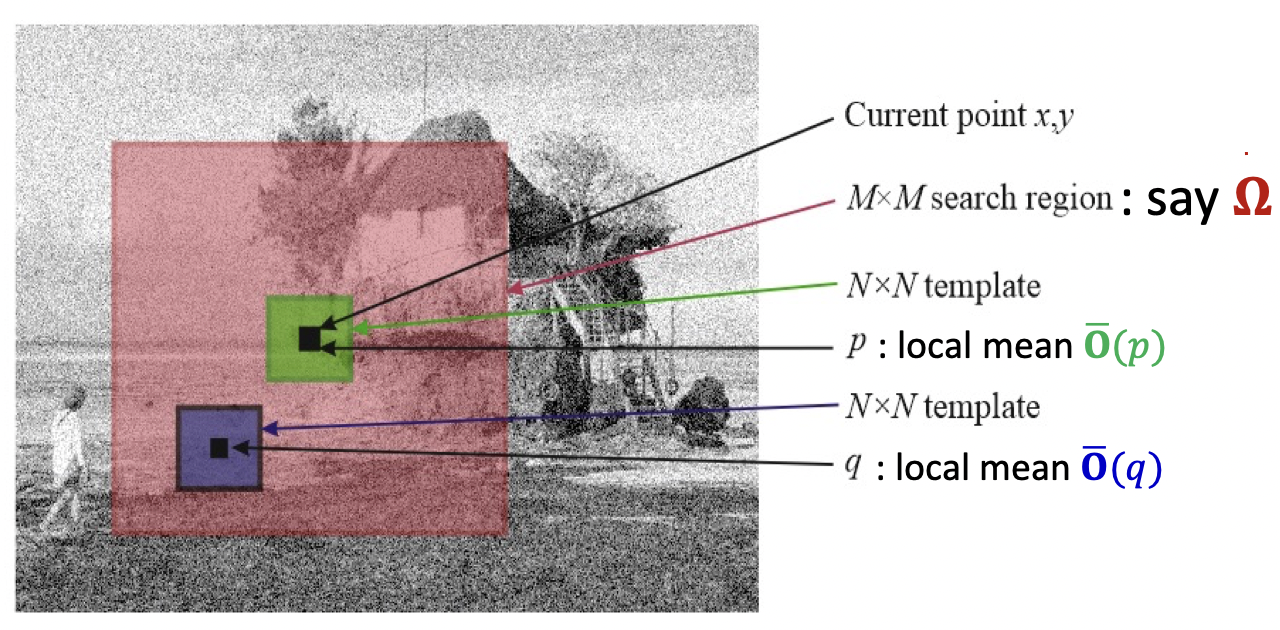 Current point x,y
M×M search region : say Ω
N×N template
p : local mean O̅(p)
N×N template
q : local mean O̅(q)